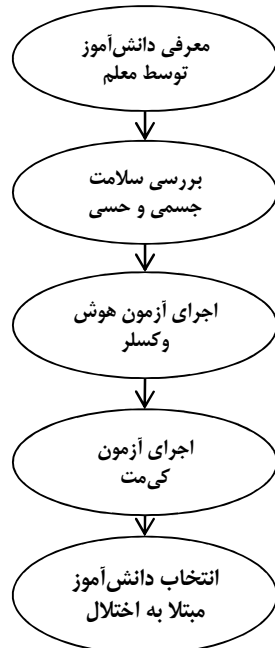 معرفی دانش‌آموز
توسط معلم
بررسی سلامت
جسمی و حسی
اجرای آزمون هوش
وکسلر
اجرای آزمون
کی‌مت
انتخاب دانش‌آموز
مبتلا به اختلال